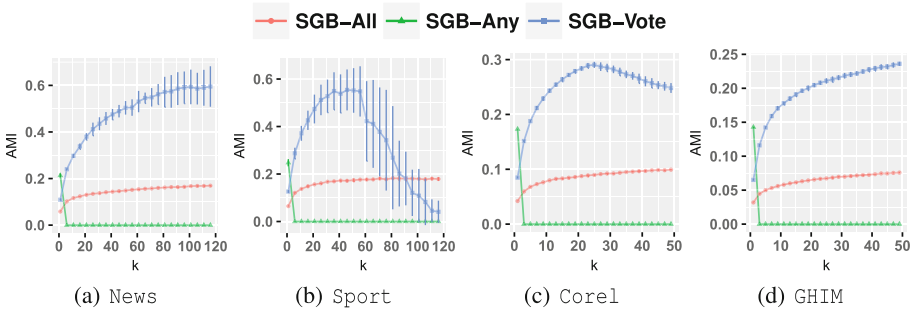 SGB−All SGB−Any SGB−Vote
AMI
0.6
0.4
0.2
0.0
0 20 40 60 80 100 120
k
(a) News
AMI
0.6
0.4
0.2
0.0
0 20 40 60 80 100 120
k
(b) Sport
AMI
0.3
0.2
0.1
0.0
0 10 20 30 40 50
k
(c) Corel
AMI
0.25
0.20
0.15
0.10
0.05
0.00
0 10 20 30 40 50
k
(d) GHIM